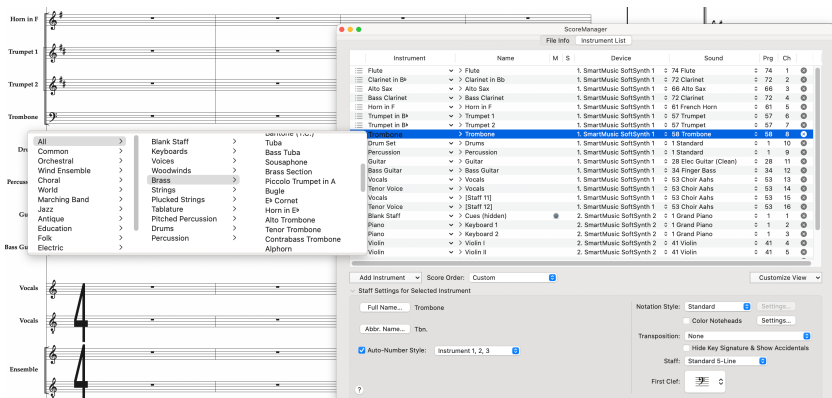 Horn in F
Trumpet 1
Trumpet 2
Trombone
Vocals
Vocals
Ensemble
4
4
ScoreManager
File Info Instrument List
Instrument Name M S Device Sound Prg Ch
Flute > Flute 1. SmartMusic SoftSynth 1 74 Flute 74 1
Clarinet in B♭ > Clarinet in Bb 1. SmartMusic SoftSynth 1 72 Clarinet 72 2
Alto Sax > Alto Sax 1. SmartMusic SoftSynth 1 66 Alto Sax 66 3
Bass Clarinet > Bass Clarinet 1. SmartMusic SoftSynth 1 72 Clarinet 72 4
Horn in F > Horn in F 1. SmartMusic SoftSynth 1 61 French Horn 61 5
Trumpet in B♭ > Trumpet 1 1. SmartMusic SoftSynth 1 57 Trumpet 57 6
Trumpet in B♭ > Trumpet 2 1. SmartMusic SoftSynth 1 57 Trumpet 57 7
Trombone > Trombone 1. SmartMusic SoftSynth 1 58 Trombone 58 8
Drum Set > Drums 1. SmartMusic SoftSynth 1 1 Standard 1 10
Percussion > Percussion 1. SmartMusic SoftSynth 1 1 Standard 1 9
Guitar > Guitar 1. SmartMusic SoftSynth 1 28 Elec Guitar (Clean) 28 11
Bass Guitar > Bass Guitar 1. SmartMusic SoftSynth 1 34 Finger Bass 34 12
Vocals > Vocals 1. SmartMusic SoftSynth 1 53 Choir Aahs 53 13
Tenor Voice > Vocals 1. SmartMusic SoftSynth 1 53 Choir Aahs 53 14
Vocals > [Staff 11] 1. SmartMusic SoftSynth 1 53 Choir Aahs 53 15
Tenor Voice > [Staff 12] 1. SmartMusic SoftSynth 1 53 Choir Aahs 53 16
Blank Staff > Cues (hidden) 2. SmartMusic SoftSynth 2 1 Grand Piano 1 1
Piano > Keyboard 1 2. SmartMusic SoftSynth 2 1 Grand Piano 1 2
Piano > Keyboard 2 2. SmartMusic SoftSynth 2 1 Grand Piano 1 3
Violin > Violin I 2. SmartMusic SoftSynth 2 41 Violin 41 4
Violin > Violin II 2. SmartMusic SoftSynth 2 41 Violin 41 5
All >
Common >
Orchestral >
Wind Ensemble >
Choral >
World >
Marching Band >
Jazz >
Antique >
Education >
Folk >
Electric >
Blank Staff >
Keyboards >
Voices >
Woodwinds >
Brass >
Strings >
Plucked Strings >
Tablature >
Pitched Percussion >
Drums >
Percussion >
Baritone (T.C.)
Tuba
Bass Tuba
Sousaphone
Brass Section
Piccolo Trumpet in A
Bugle
E♭ Cornet
Horn in E♭
Alto Trombone
Tenor Trombone
Contrabass Trombone
Alphorn
Add Instrument Score Order: Custom Customize View
Staff Settings for Selected Instrument
Full Name... Trombone
Abbr. Name... Tbn.
Auto-Number Style: Instrument 1, 2, 3
Notation Style: Standard Settings...
Color Noteheads Settings...
Transposition: None
Hide Key Signature & Show Accidentals
Staff: Standard 5-Line
First Clef:
?